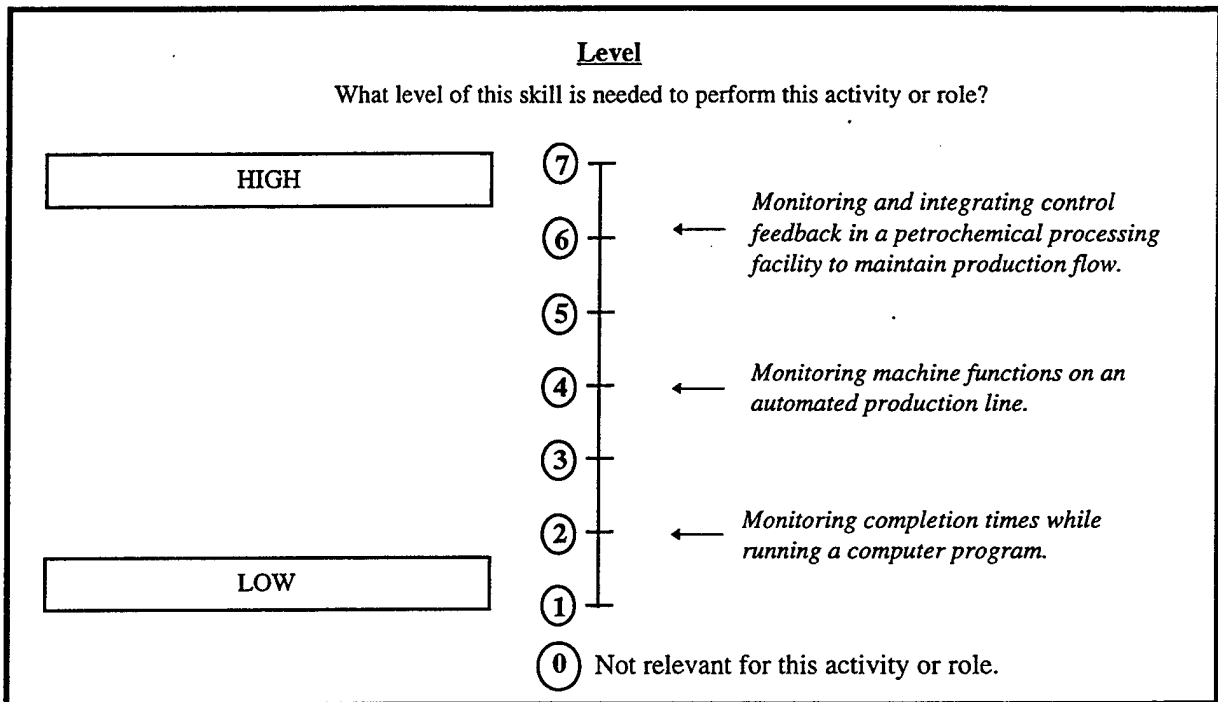 Level
What level of this skill is needed to perform this activity or role?
HIGH
7
Monitoring and integrating control
feedback in a petrochemical processing
facility to maintain production flow.
6
5
4
Monitoring machine functions on an
automated production line.
3
2
Monitoring completion times while
running a computer program.
LOW
1
0 Not relevant for this activity or role.